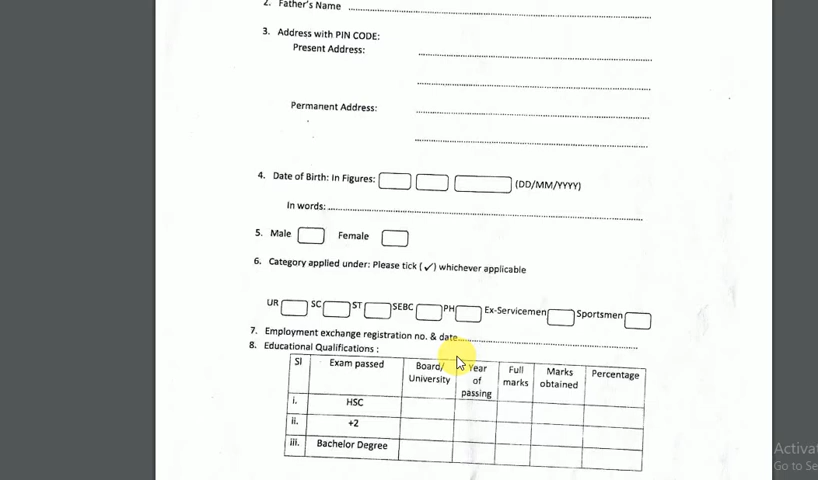 2. Father's Name ........................................
3. Address with PIN CODE:
Present Address: ........................................
........................................
Permanent Address: ........................................
........................................
4. Date of Birth: In Figures: (DD/MM/YYYY)
In words: ........................................
5. Male Female
6. Category applied under: Please tick (✓) whichever applicable
UR SC ST SEBC PH Ex-Servicemen Sportsmen
7. Employment exchange registration no. & date ........................................
8. Educational Qualifications :
Sl Exam passed Board/ University Year of passing Full marks Marks obtained Percentage
i. HSC
ii. +2
iii. Bachelor Degree
Activat
Go to Se